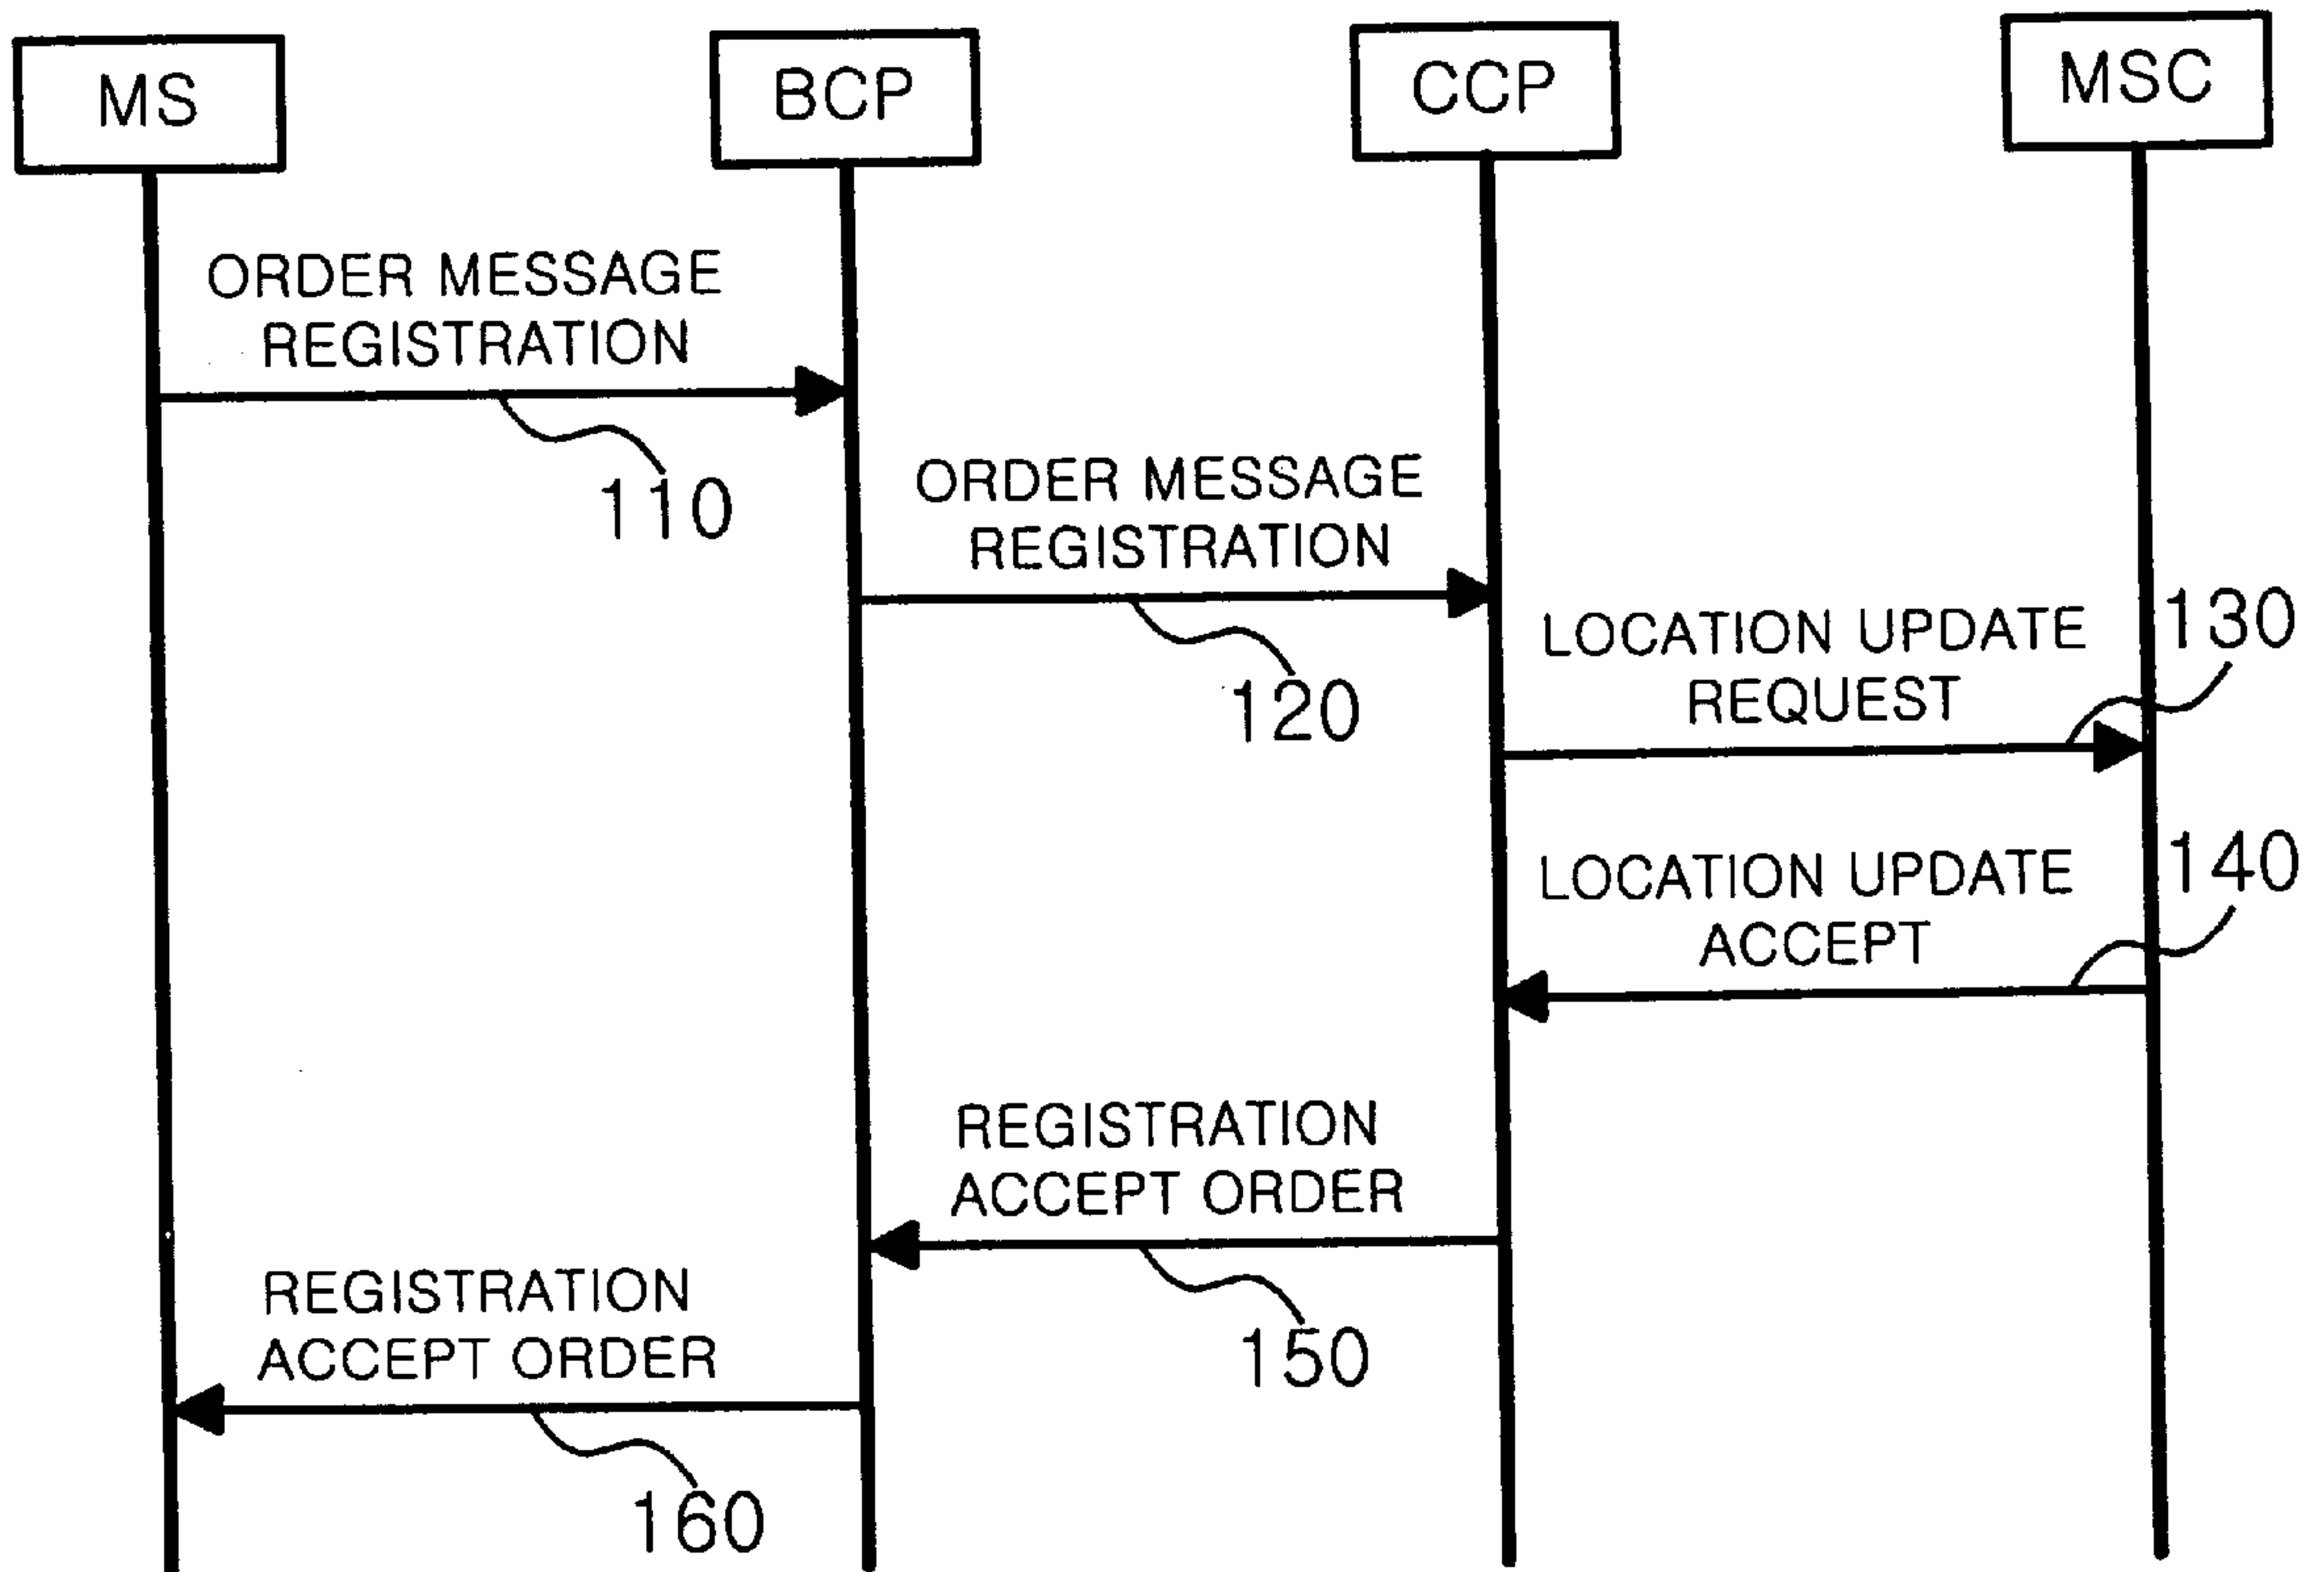 MS
BCP
CCP
MSC
ORDER MESSAGE
REGISTRATION
110
ORDER MESSAGE
REGISTRATION
120
LOCATION UPDATE
REQUEST
130
LOCATION UPDATE
ACCEPT
140
REGISTRATION
ACCEPT ORDER
150
REGISTRATION
ACCEPT ORDER
160